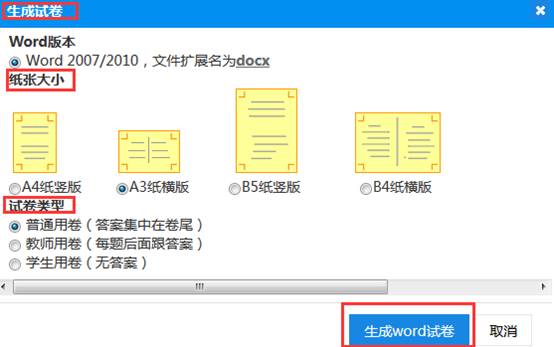 生成试卷
Word版本
Word 2007/2010，文件扩展名为docx
纸张大小
A4纸竖版 A3纸横版 B5纸竖版 B4纸横版
试卷类型
普通用卷（答案集中在卷尾）
教师用卷（每题后面跟答案）
学生用卷（无答案）
生成word试卷 取消